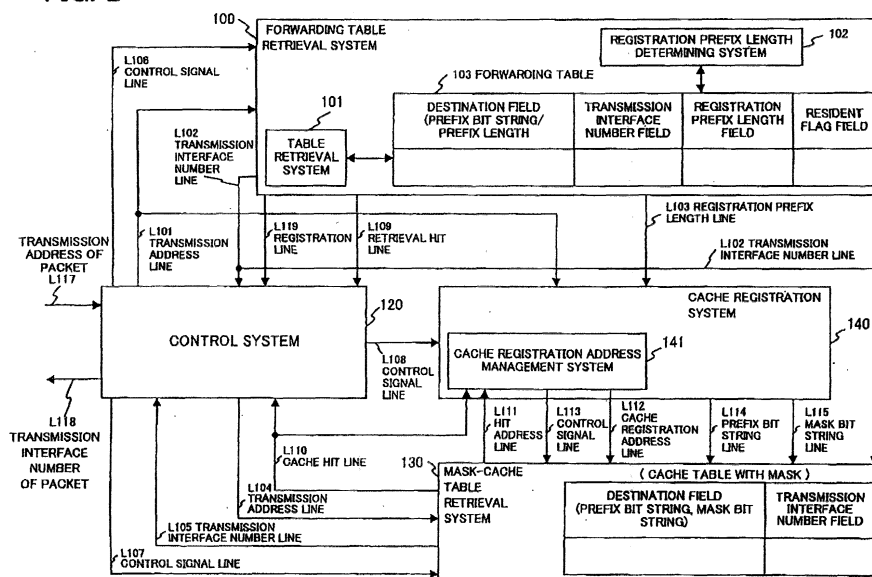 100
FORWARDING TABLE
RETRIEVAL SYSTEM
REGISTRATION PREFIX LENGTH
DETERMINING SYSTEM
102
L106
CONTROL SIGNAL
LINE
103 FORWARDING TABLE
DESTINATION FIELD
(PREFIX BIT STRING/
PREFIX LENGTH
TRANSMISSION
INTERFACE
NUMBER FIELD
REGISTRATION
PREFIX LENGTH
FIELD
RESIDENT
FLAG FIELD
101
TABLE
RETRIEVAL
SYSTEM
L102
TRANSMISSION
INTERFACE
NUMBER
LINE
L103 REGISTRATION PREFIX
LENGTH LINE
L101
TRANSMISSION
ADDRESS
LINE
L119
REGISTRATION
LINE
L109
RETRIEVAL HIT
LINE
L102 TRANSMISSION
INTERFACE NUMBER LINE
TRANSMISSION
ADDRESS OF
PACKET
L117
CONTROL SYSTEM
120
CACHE REGISTRATION
SYSTEM
140
CACHE REGISTRATION ADDRESS
MANAGEMENT SYSTEM
141
L108
CONTROL
SIGNAL
LINE
L118
TRANSMISSION
INTERFACE
NUMBER
OF PACKET
L110
CACHE HIT LINE
L111
HIT
ADDRESS
LINE
L113
CONTROL
SIGNAL
LINE
L112
CACHE
REGISTRATION
ADDRESS
LINE
L114
PREFIX BIT
STRING LINE
L115
MASK BIT
STRING
LINE
L104
TRANSMISSION
ADDRESS LINE
L105 TRANSMISSION
INTERFACE NUMBER LINE
L107
CONTROL SIGNAL LINE
130
MASK-CACHE
TABLE
RETRIEVAL
SYSTEM
(CACHE TABLE WITH MASK)
DESTINATION FIELD
(PREFIX BIT STRING, MASK BIT
STRING)
TRANSMISSION
INTERFACE
NUMBER FIELD